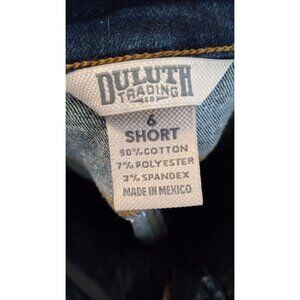 DULUTH
TRADING
CO
6
SHORT
90% COTTON
7% POLYESTER
3% SPANDEX
MADE IN MEXICO